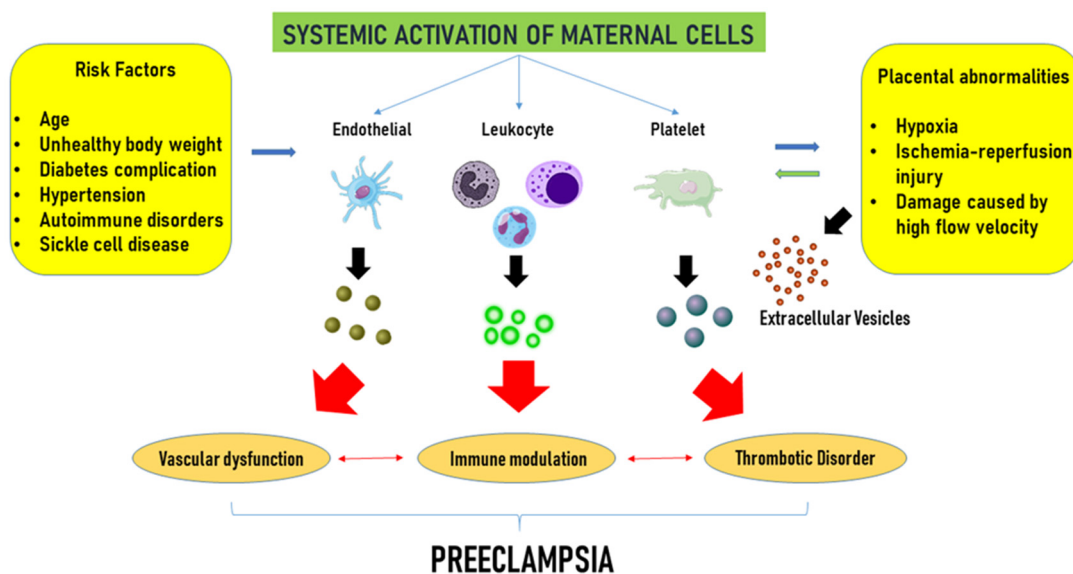 SYSTEMIC ACTIVATION OF MATERNAL CELLS
Risk Factors
• Age
• Unhealthy body weight
• Diabetes complication
• Hypertension
• Autoimmune disorders
• Sickle cell disease
Endothelial
Leukocyte
Platelet
Placental abnormalities
• Hypoxia
• Ischemia-reperfusion
injury
• Damage caused by
high flow velocity
Extracellular Vesicles
Vascular dysfunction
Immune modulation
Thrombotic Disorder
PREECLAMPSIA